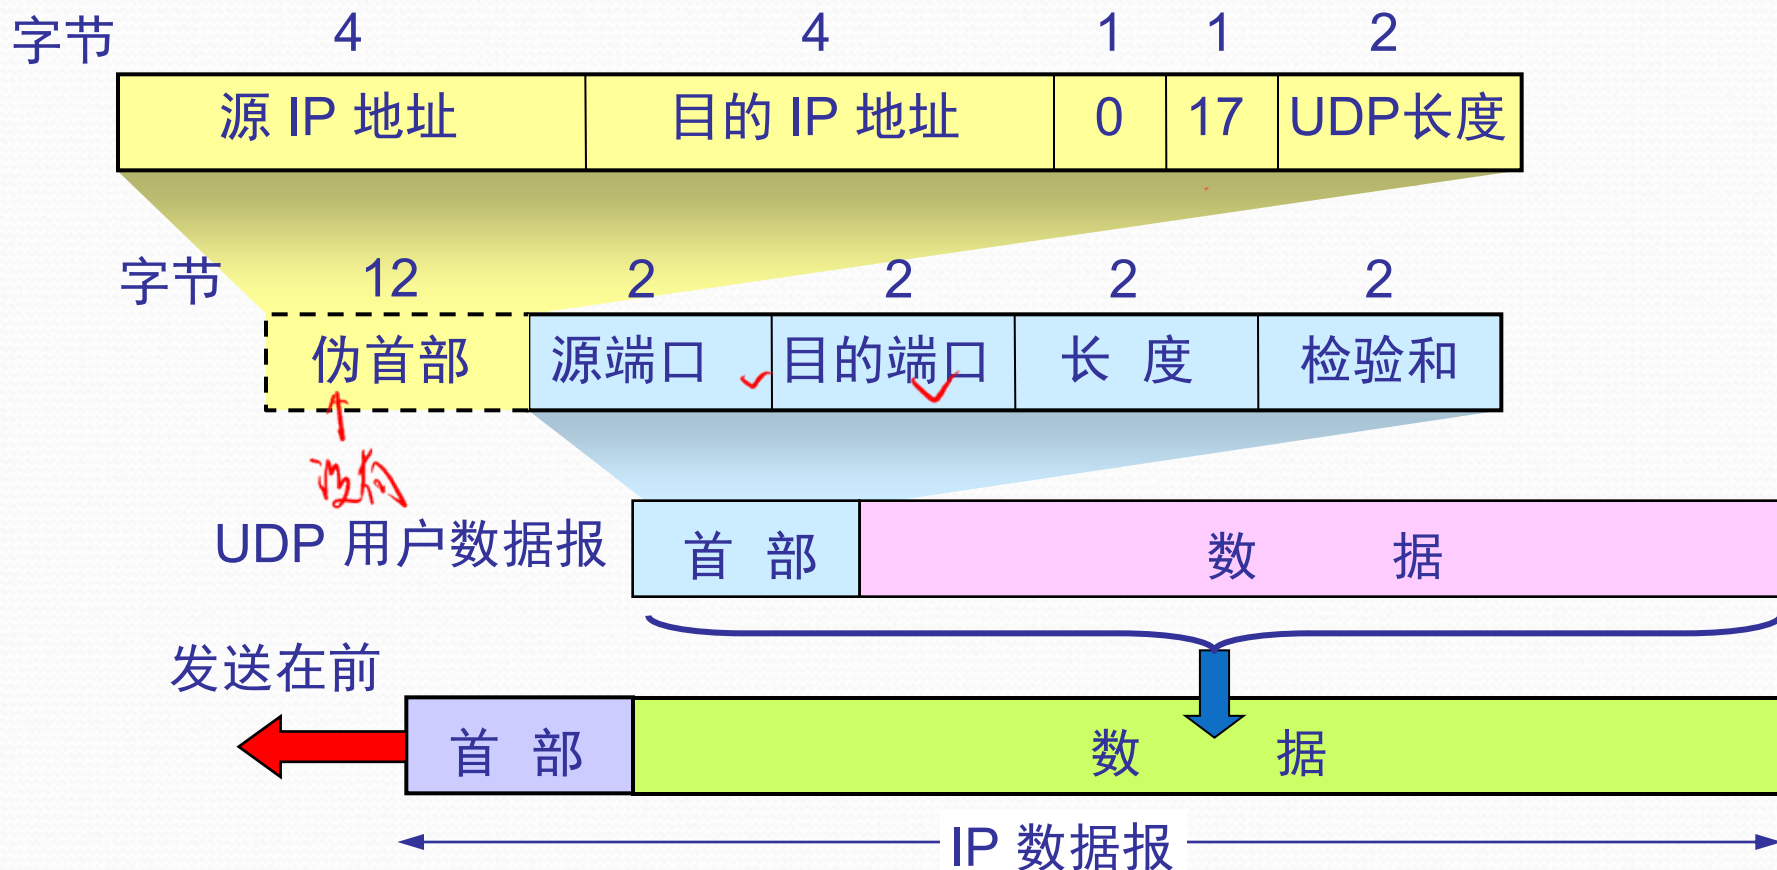 字节 4 4 1 1 2
源 IP 地址 目的 IP 地址 0 17 UDP长度
字节 12 2 2 2 2
伪首部 源端口 目的端口 长 度 检验和
没有
UDP 用户数据报 首 部 数 据
发送在前
首 部 数 据
IP 数据报